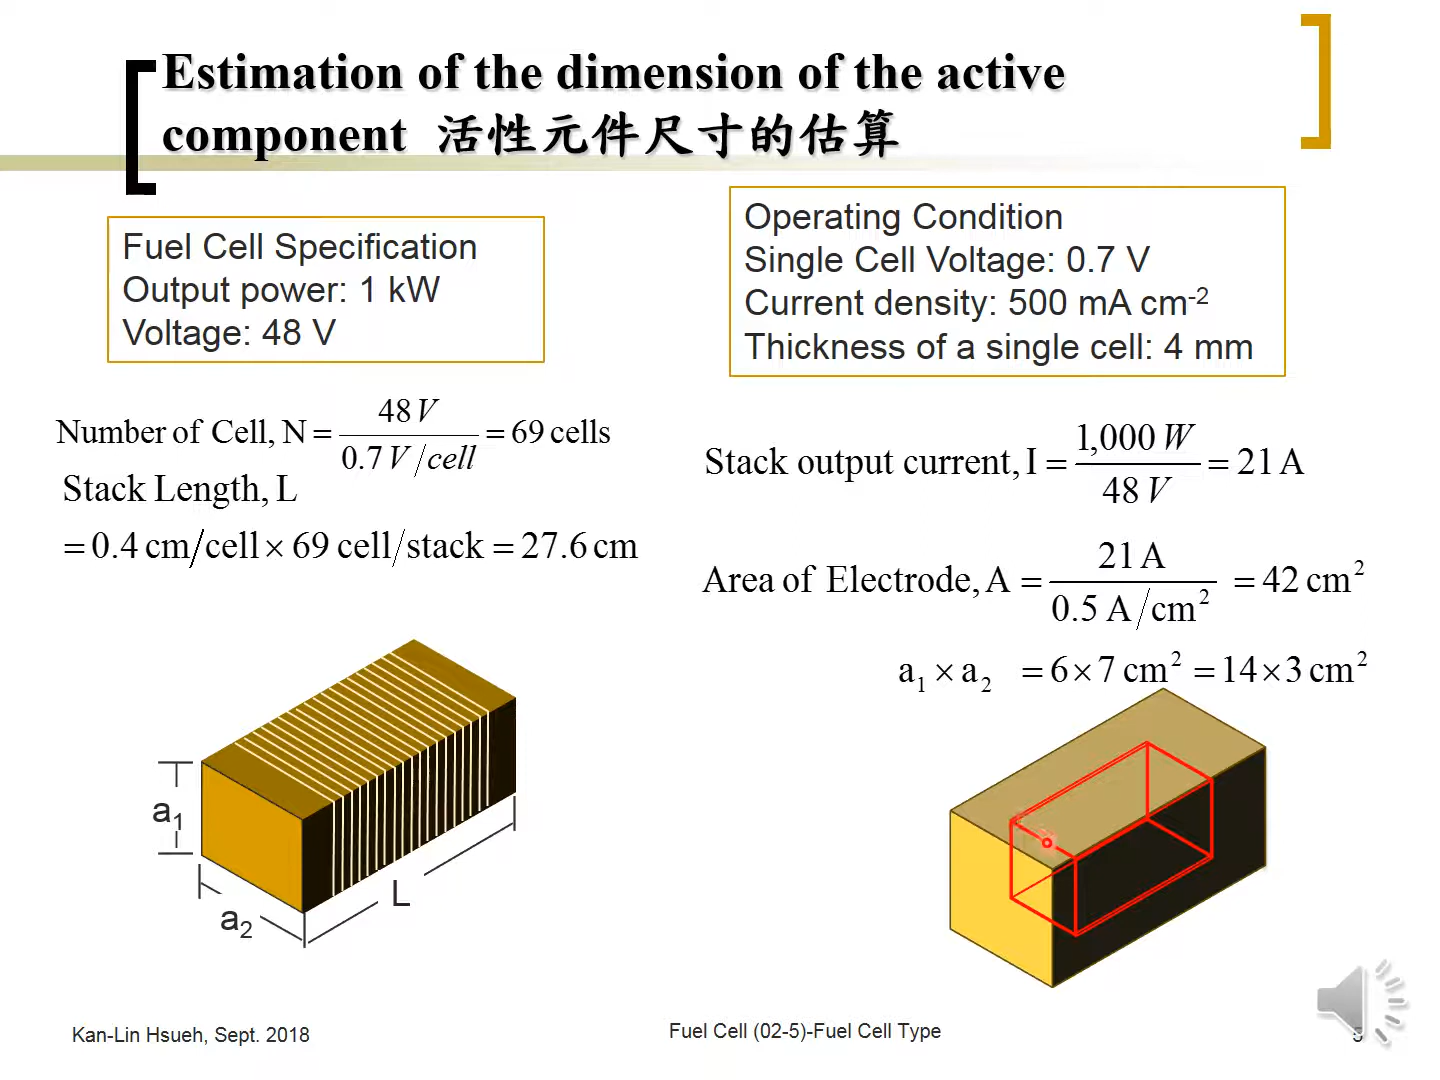 Estimation of the dimension of the active
component 活性元件尺寸的估算
Fuel Cell Specification
Output power: 1 kW
Voltage: 48 V
Operating Condition
Single Cell Voltage: 0.7 V
Current density: 500 mA cm-2
Thickness of a single cell: 4 mm
Number of Cell, N = 48 V / 0.7 V/cell = 69 cells
Stack Length, L
= 0.4 cm/cell × 69 cell/stack = 27.6 cm
Stack output current, I = 1,000 W / 48 V = 21 A
Area of Electrode, A = 21 A / 0.5 A/cm2 = 42 cm2
a1 × a2 = 6 × 7 cm2 = 14 × 3 cm2
a1
a2
L
Kan-Lin Hsueh, Sept. 2018
Fuel Cell (02-5)-Fuel Cell Type